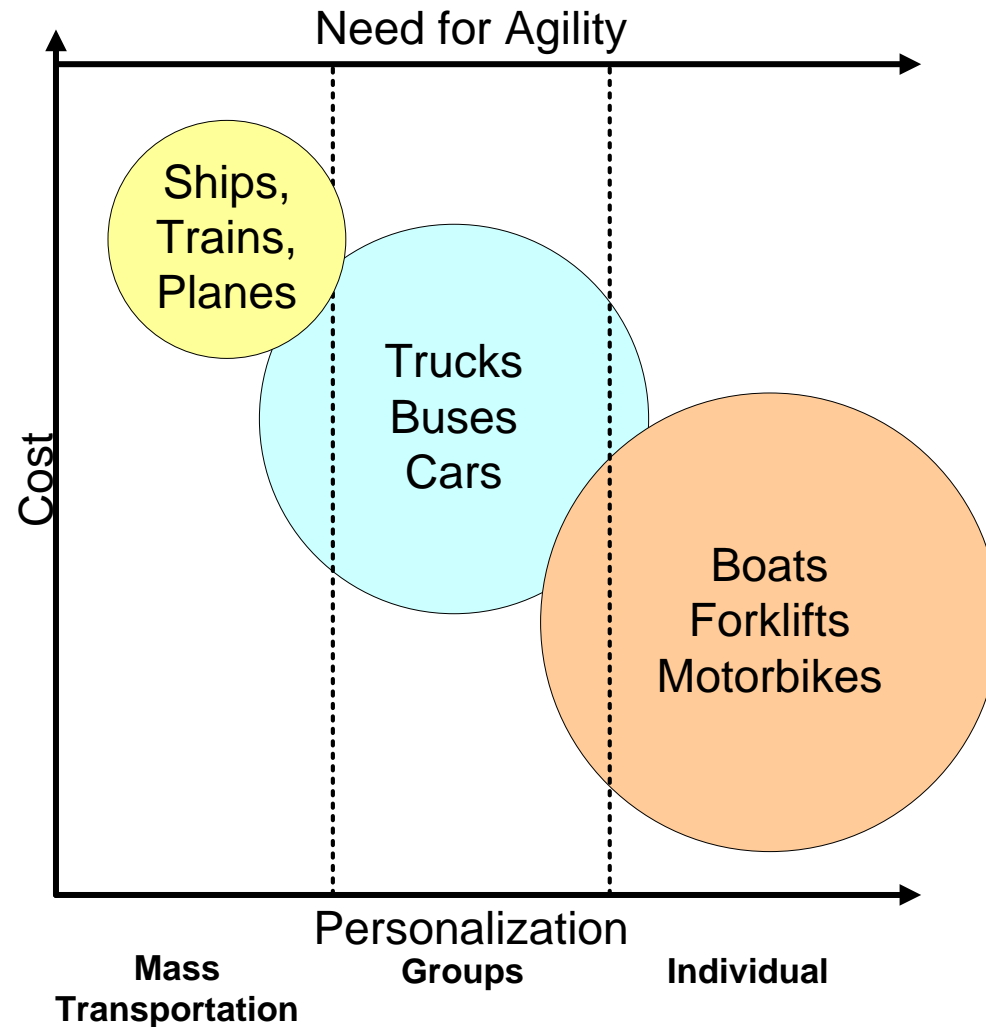 Need for Agility
Ships,
Trains,
Planes
Trucks
Buses
Cars
Cost
Boats
Forklifts
Motorbikes
Personalization
Mass
Transportation
Groups
Individual